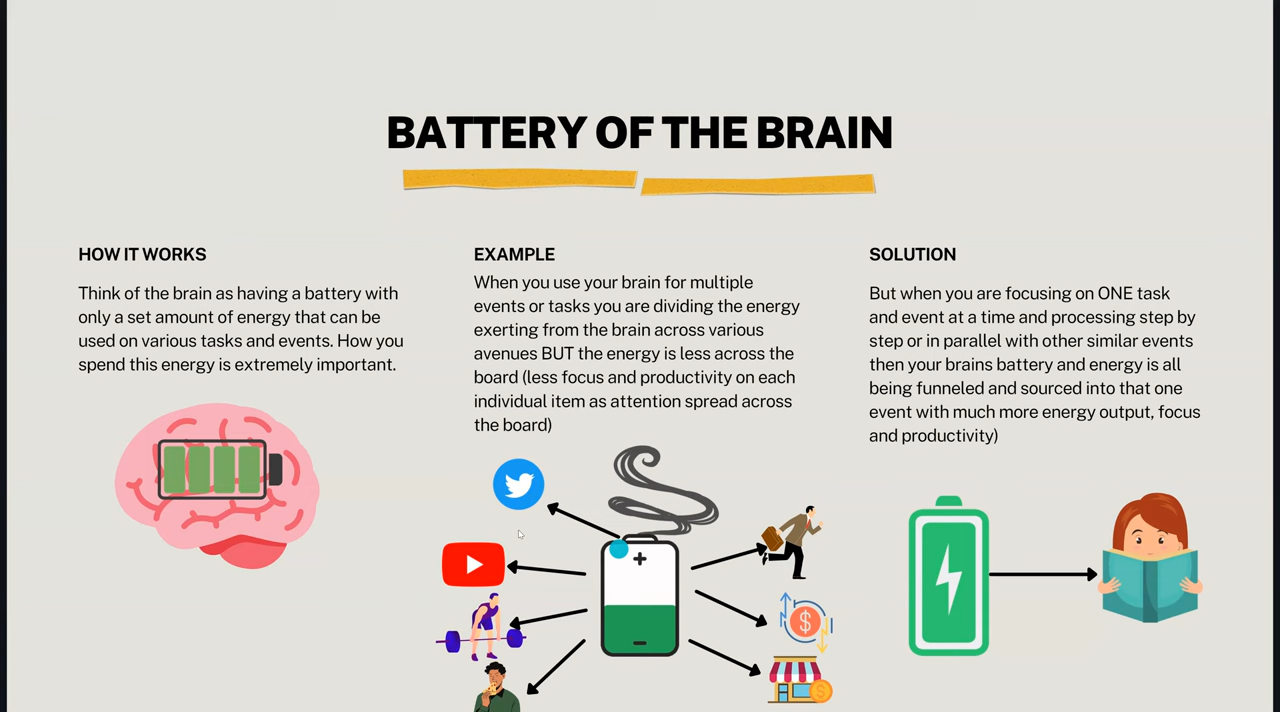 BATTERY OF THE BRAIN
HOW IT WORKS
Think of the brain as having a battery with
only a set amount of energy that can be
used on various tasks and events. How you
spend this energy is extremely important.
EXAMPLE
When you use your brain for multiple
events or tasks you are dividing the energy
exerting from the brain across various
avenues BUT the energy is less across the
board (less focus and productivity on each
individual item as attention spread across
the board)
SOLUTION
But when you are focusing on ONE task
and event at a time and processing step by
step or in parallel with other similar events
then your brains battery and energy is all
being funneled and sourced into that one
event with much more energy output, focus
and productivity)